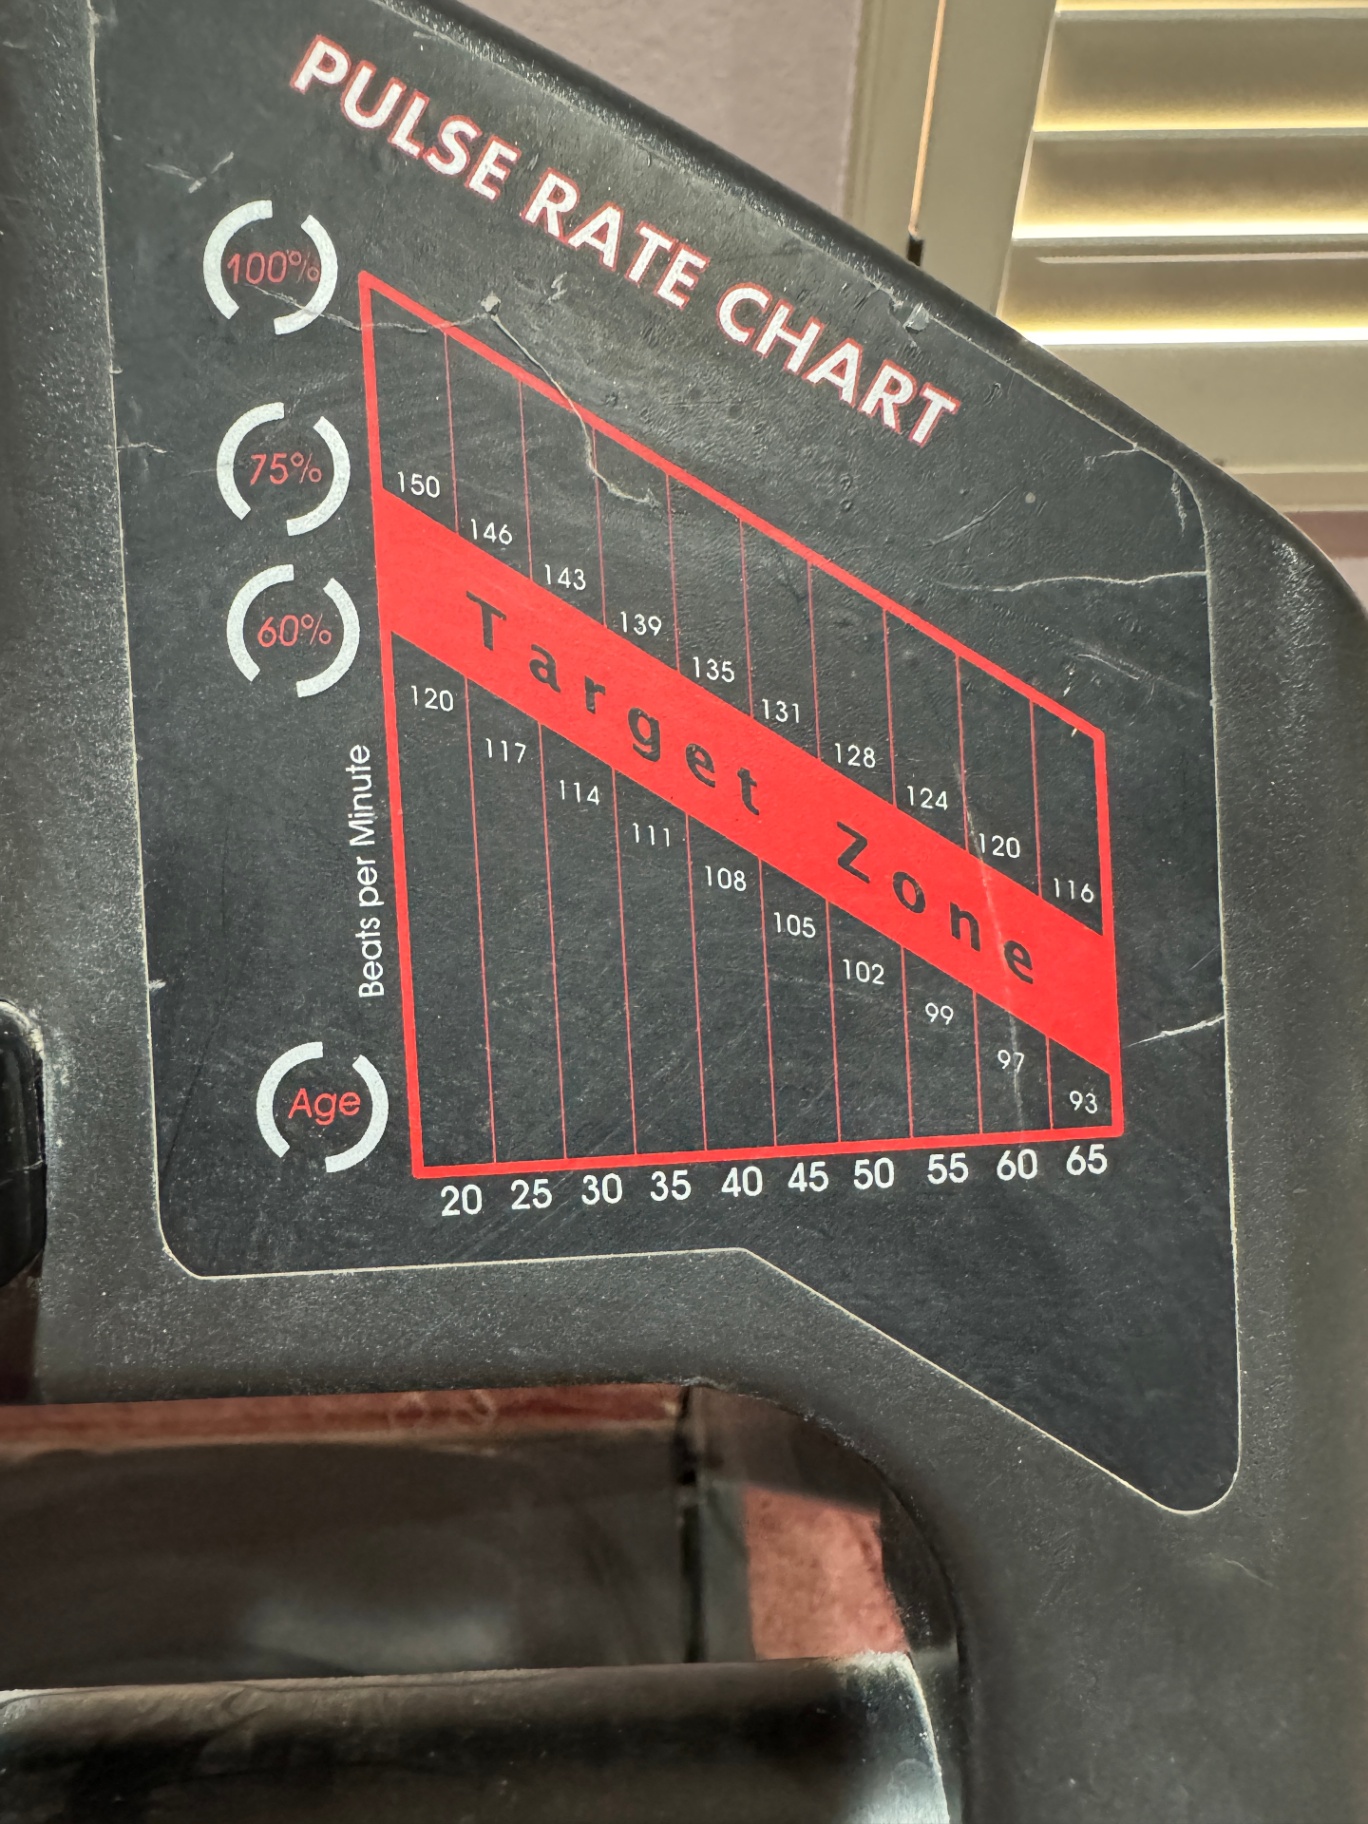 PULSE RATE CHART
100%
75%
150 146 143 139 135 131 128 124 120 116
60%
Target Zone
120 117 114 111 108 105 102 99 97 93
Beats per Minute
Age
20 25 30 35 40 45 50 55 60 65